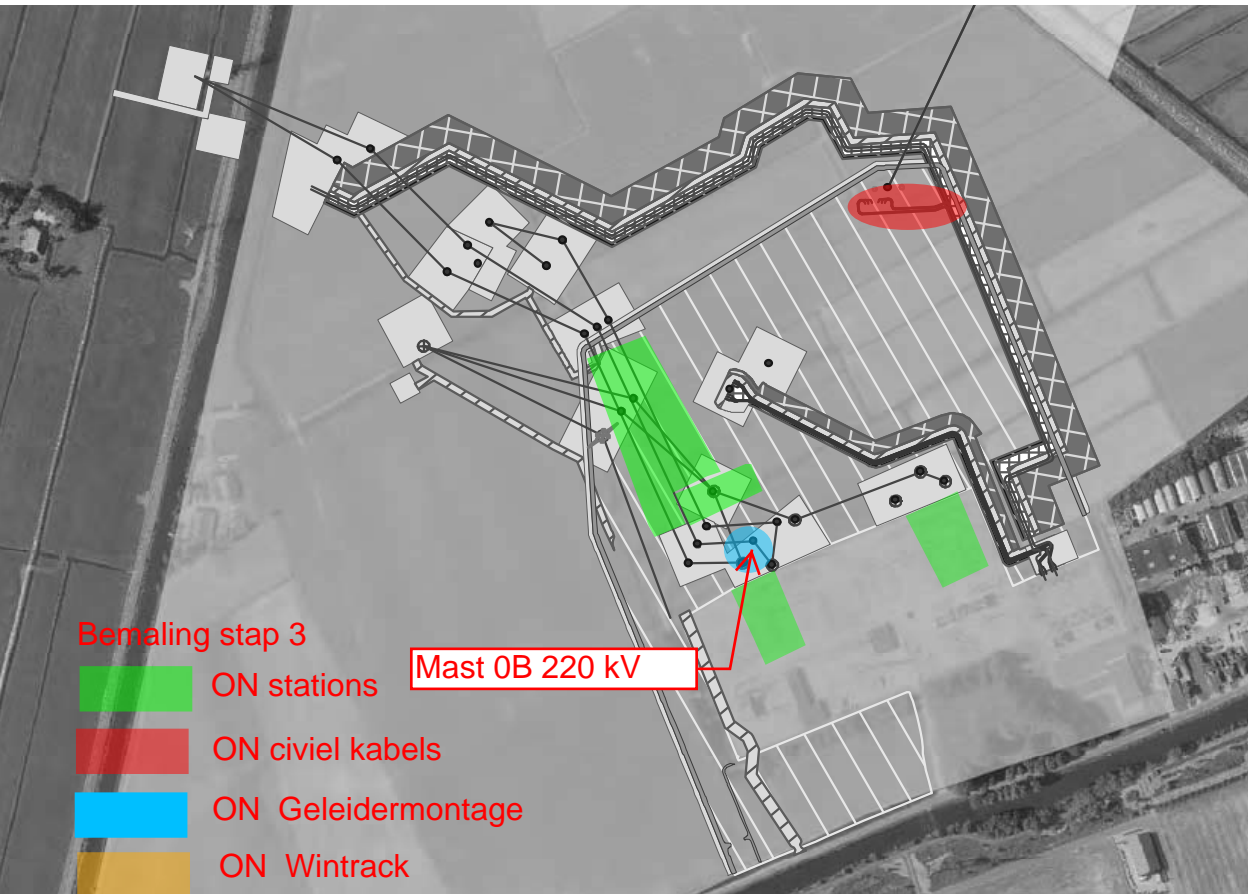 Bemaling stap 3
ON stations
Mast 0B 220 kV
ON civiel kabels
ON Geleidermontage
ON Wintrack